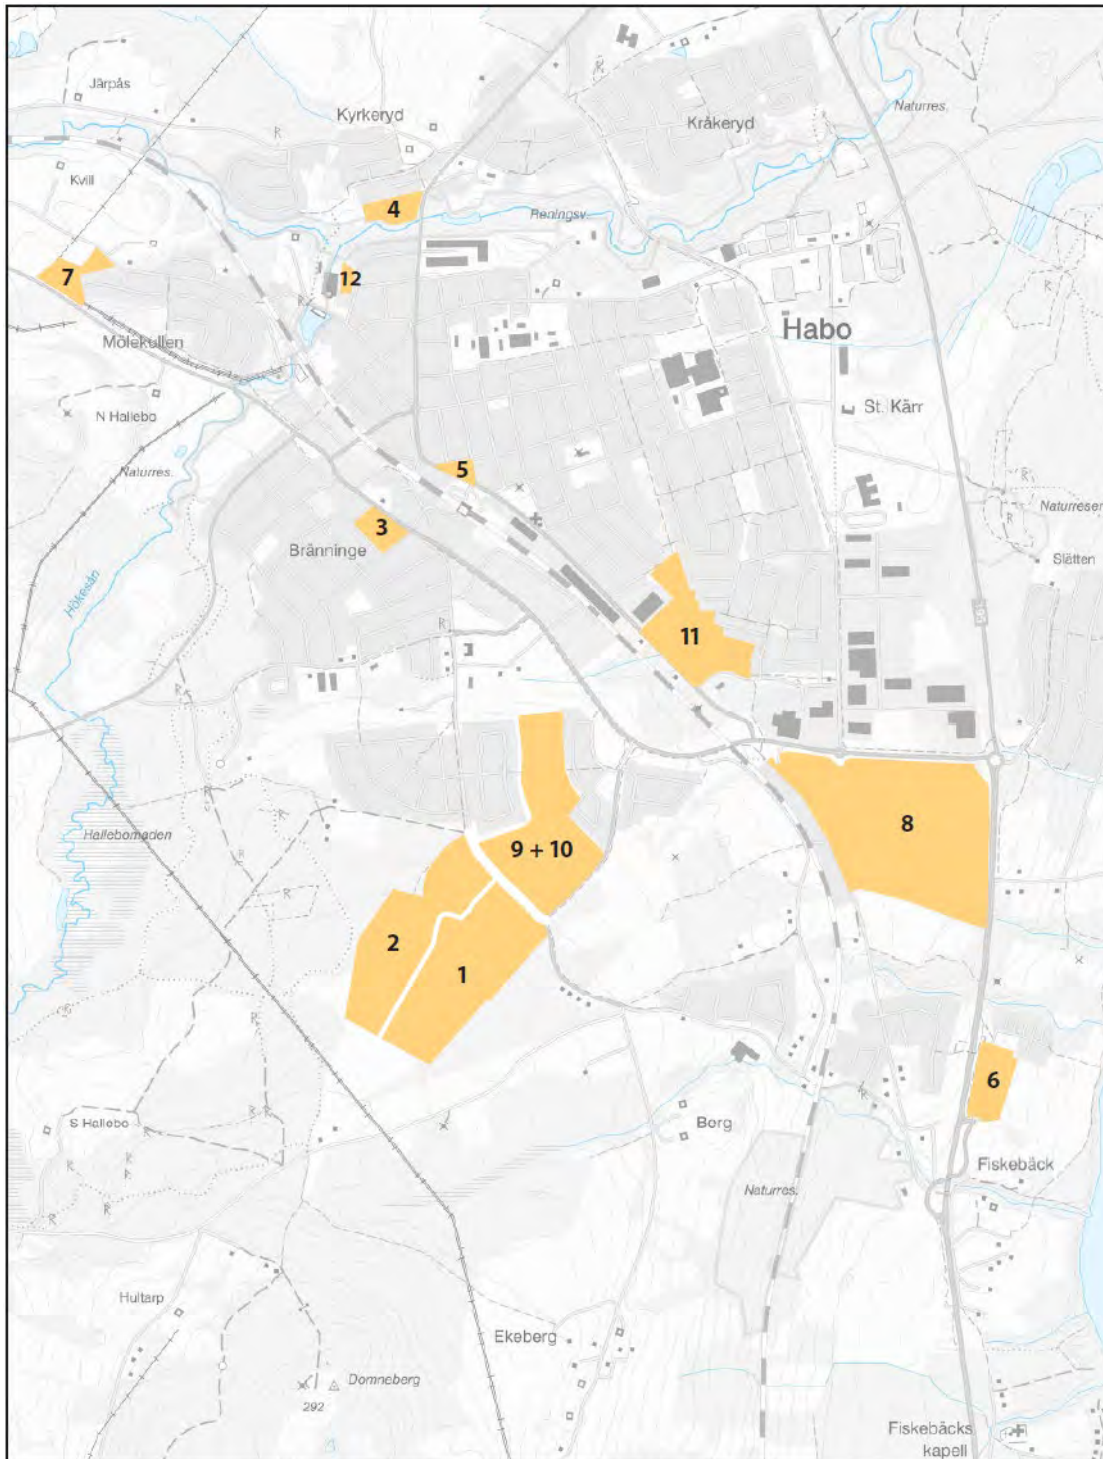 Järpås
Kyrkeryd
Kråkeryd
Naturres.
Kvill
4
Reningsv.
7
12
Habo
Mölekullen
N Hallebo
St. Kärr
Naturres.
5
3
Bränninge
Naturreser
Slätten
Hökesån
195
11
Hallebomaden
9 + 10
8
2
1
6
S Hallebo
Borg
Fiskebäck
Naturres.
Hultarp
Ekeberg
Domneberg
292
Fiskebäcks
kapell